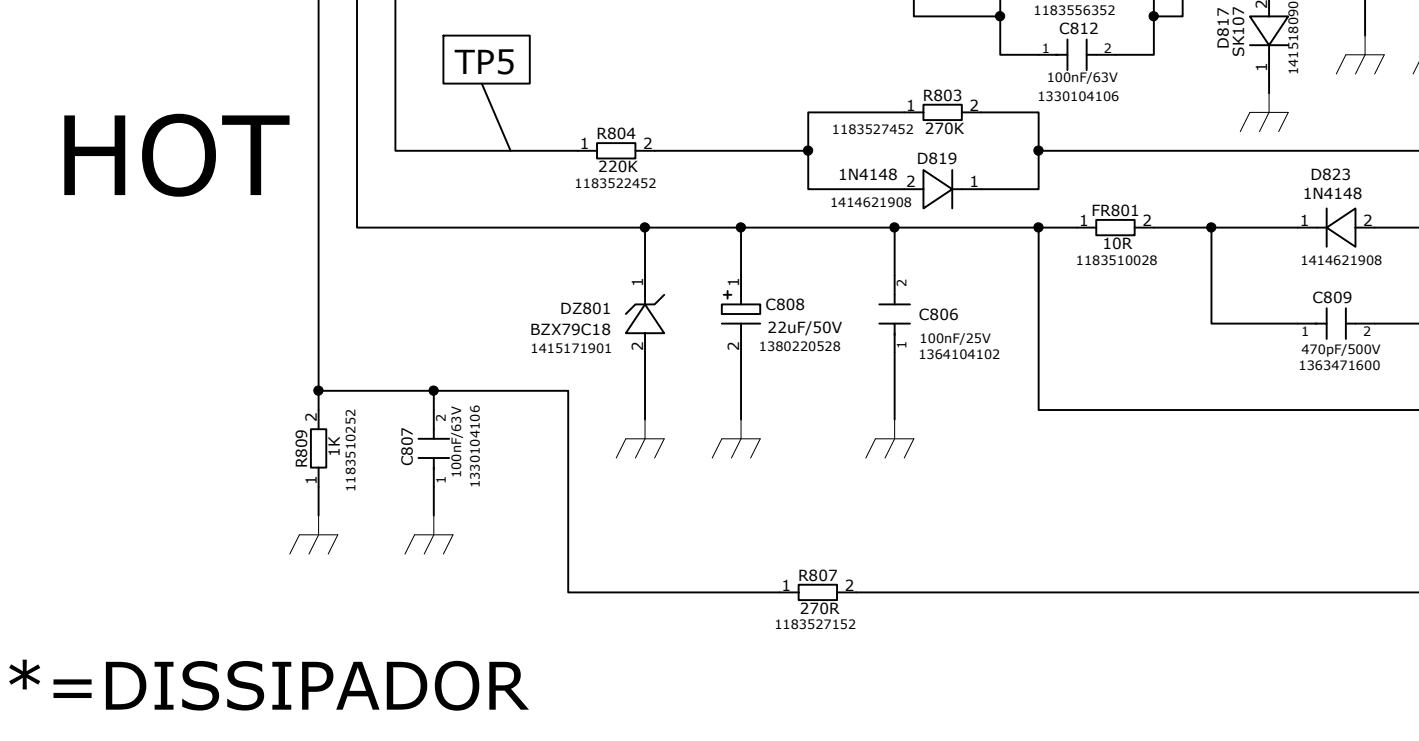 1183556352
C812
1 2
100nF/63V
1330104106
D817
SK107
2
1
TP5
HOT
R803
1 2
1183527452 270K
R804
1 2
220K
1183522452
D819
1N4148 2 1
1414621908
D823
1N4148
1 2
1414621908
FR801
1 2
10R
1183510028
C809
1 2
470pF/500V
1363471600
1
DZ801
BZX79C18
1415171901
2
+ 1
C808
22uF/50V
1380220528
2
2
C806
100nF/25V
1364104102
1
R809
2
1K
1183510252
1
C807
2
100nF/63V
1330104106
1
R807
1 2
270R
1183527152
*=DISSIPADOR